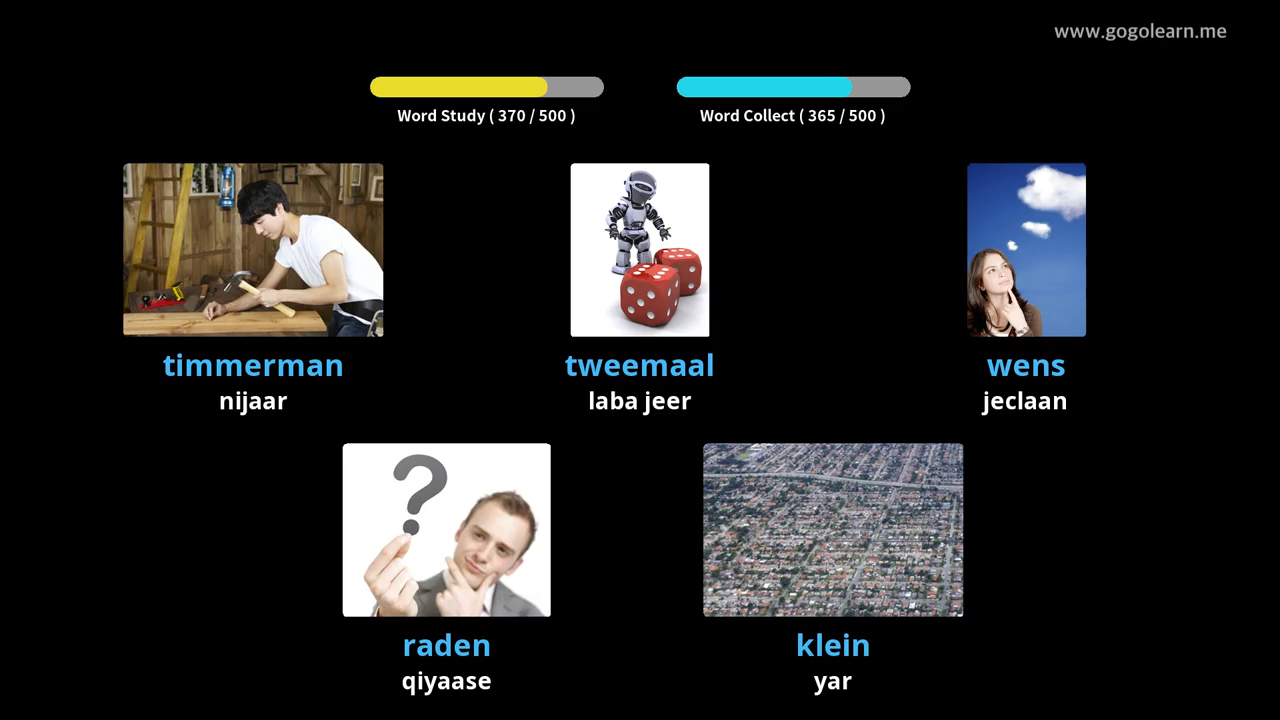 www.gogolearn.me
Word Study ( 370 / 500 )
Word Collect ( 365 / 500 )
timmerman
nijaar
tweemaal
laba jeer
wens
jeclaan
raden
qiyaase
klein
yar